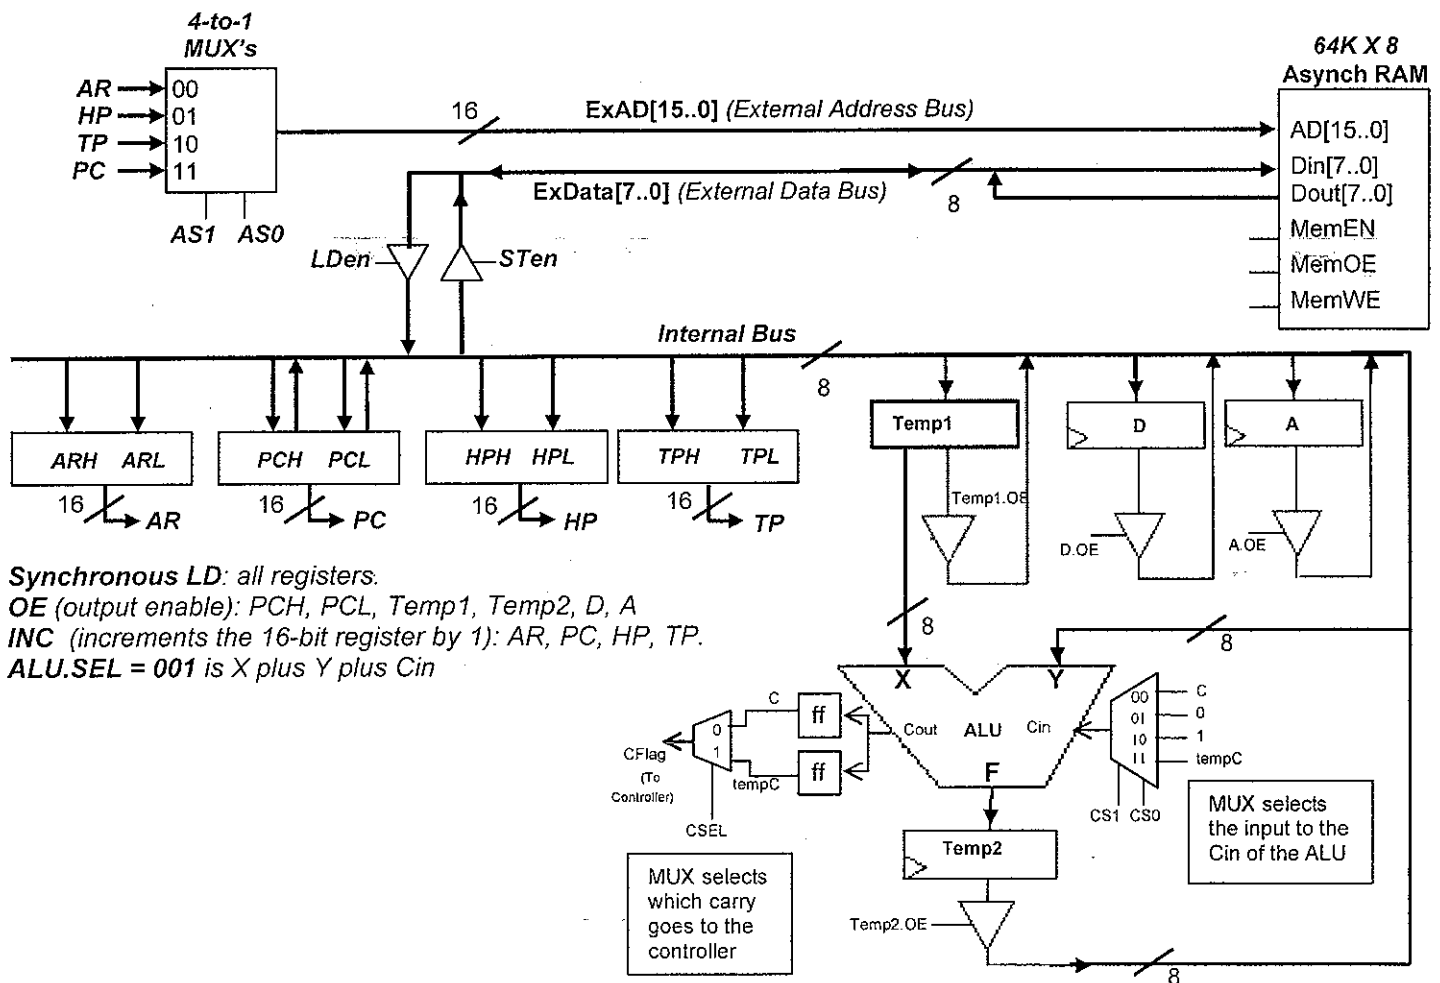 4-to-1
MUX's
AR
HP
TP
PC
00
01
10
11
AS1 AS0
16
ExAD[15..0] (External Address Bus)
ExData[7..0] (External Data Bus)
8
64K X 8
Asynch RAM
AD[15..0]
Din[7..0]
Dout[7..0]
MemEN
MemOE
MemWE
LDen
STen
Internal Bus
8
ARH ARL
PCH PCL
HPH HPL
TPH TPL
Temp1
D
A
16
AR
16
PC
16
HP
16
TP
Temp1.OE
D.OE
A.OE
Synchronous LD: all registers.
OE (output enable): PCH, PCL, Temp1, Temp2, D, A
INC (increments the 16-bit register by 1): AR, PC, HP, TP.
ALU.SEL = 001 is X plus Y plus Cin
8
8
X
Y
Cout
ALU
Cin
F
C
ff
ff
tempC
0
1
CFlag
(To
Controller)
CSEL
00
01
10
11
C
0
1
tempC
CS1 CS0
MUX selects
the input to the
Cin of the ALU
Temp2
MUX selects
which carry
goes to the
controller
Temp2.OE
8